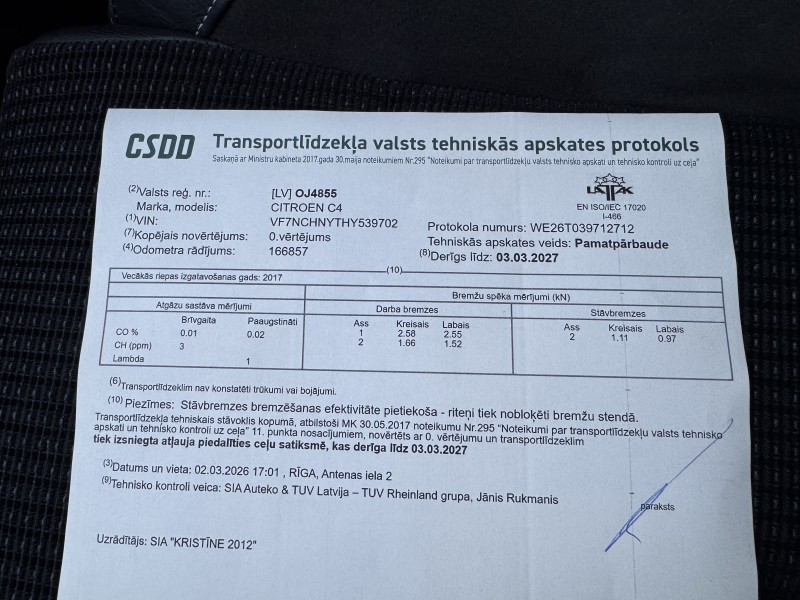 CSDD Transportlīdzekļa valsts tehniskās apskates protokols
Saskaņā ar Ministru kabineta 2017.gada 30.maija noteikumiem Nr.295 "Noteikumi par transportlīdzekļu valsts tehnisko apskati un tehnisko kontroli uz ceļa"
(2)Valsts reģ. nr.: [LV] OJ4855
Marka, modelis: CITROEN C4
(1)VIN: VF7NCHNYTHY539702
(7)Kopējais novērtējums: 0.vērtējums
(4)Odometra rādījums: 166857
LATAK
EN ISO/IEC 17020
I-466
Protokola numurs: WE26T039712712
Tehniskās apskates veids: Pamatpārbaude
(8)Derīgs līdz: 03.03.2027
(10)
Vecākās riepas izgatavošanas gads: 2017
Bremžu spēka mērījumi (kN)
Atgāzu sastāva mērījumi Darba bremzes Stāvbremzes
Brīvgaita Paaugstināti Ass Kreisais Labais Ass Kreisais Labais
CO % 0.01 0.02 1 2.58 2.55 2 1.11 0.97
CH (ppm) 3 2 1.66 1.52
Lambda 1
(6)Transportlīdzeklim nav konstatēti trūkumi vai bojājumi.
(10) Piezīmes: Stāvbremzes bremzēšanas efektivitāte pietiekoša - riteņi tiek nobloķēti bremžu stendā.
Transportlīdzekļa tehniskais stāvoklis kopumā, atbilstoši MK 30.05.2017 noteikumu Nr.295 "Noteikumi par transportlīdzekļu valsts tehnisko
apskati un tehnisko kontroli uz ceļa" 11. punkta nosacījumiem, novērtēts ar 0. vērtējumu un transportlīdzeklim
tiek izsniegta atļauja piedalīties ceļu satiksmē, kas derīga līdz 03.03.2027
(3)Datums un vieta: 02.03.2026 17:01 , RĪGA, Antenas iela 2
(9)Tehnisko kontroli veica: SIA Auteko & TUV Latvija – TUV Rheinland grupa, Jānis Rukmanis
paraksts
Uzrādītājs: SIA "KRISTĪNE 2012"